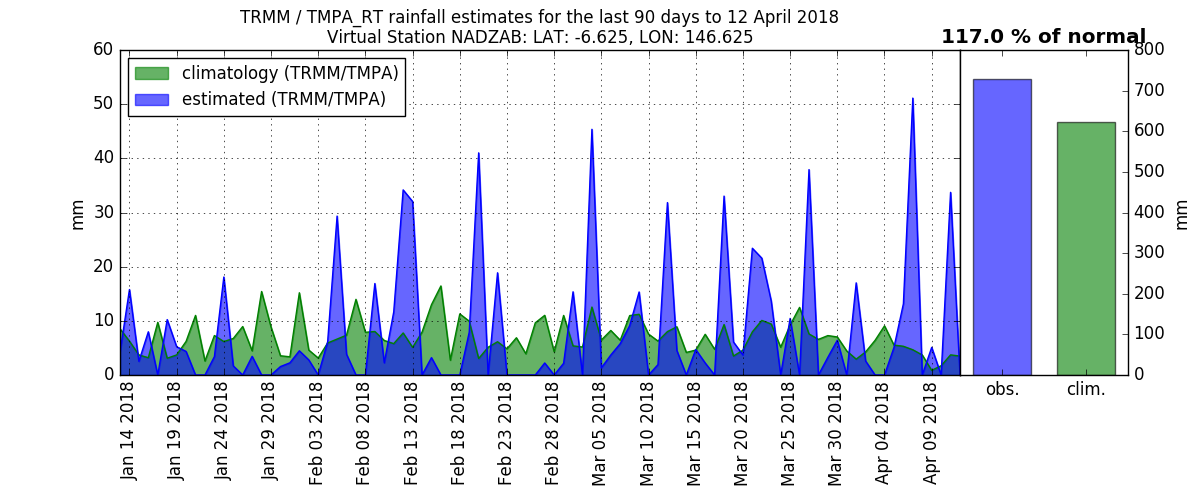 TRMM / TMPA_RT rainfall estimates for the last 90 days to 12 April 2018
Virtual Station NADZAB: LAT: -6.625, LON: 146.625
117.0 % of normal
climatology (TRMM/TMPA)
estimated (TRMM/TMPA)
60
50
40
30
20
10
0
mm
Jan 14 2018
Jan 19 2018
Jan 24 2018
Jan 29 2018
Feb 03 2018
Feb 08 2018
Feb 13 2018
Feb 18 2018
Feb 23 2018
Feb 28 2018
Mar 05 2018
Mar 10 2018
Mar 15 2018
Mar 20 2018
Mar 25 2018
Mar 30 2018
Apr 04 2018
Apr 09 2018
800
700
600
500
400
300
200
100
0
mm
obs.
clim.